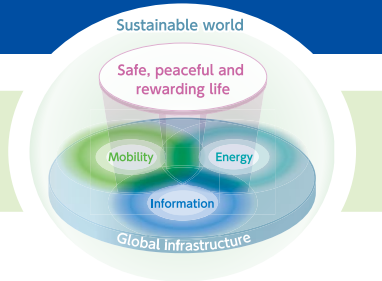 Sustainable world
Safe, peaceful and
rewarding life
Mobility
Energy
Information
Global Infrastructure